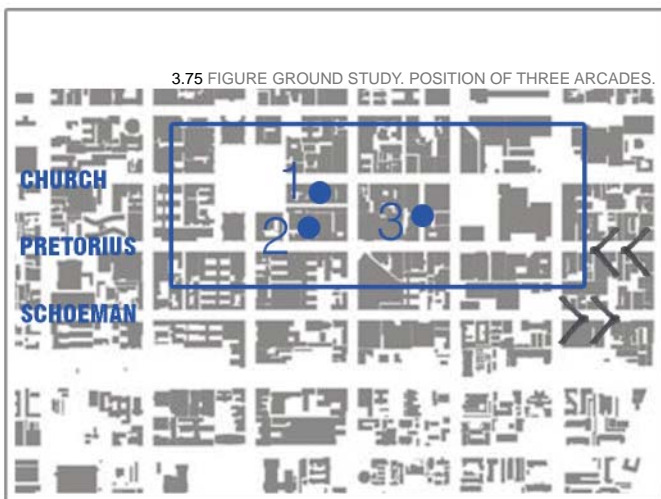 3.75 FIGURE GROUND STUDY. POSITION OF THREE ARCADES.
CHURCH
1
2
3
PRETORIUS
SCHOEMAN